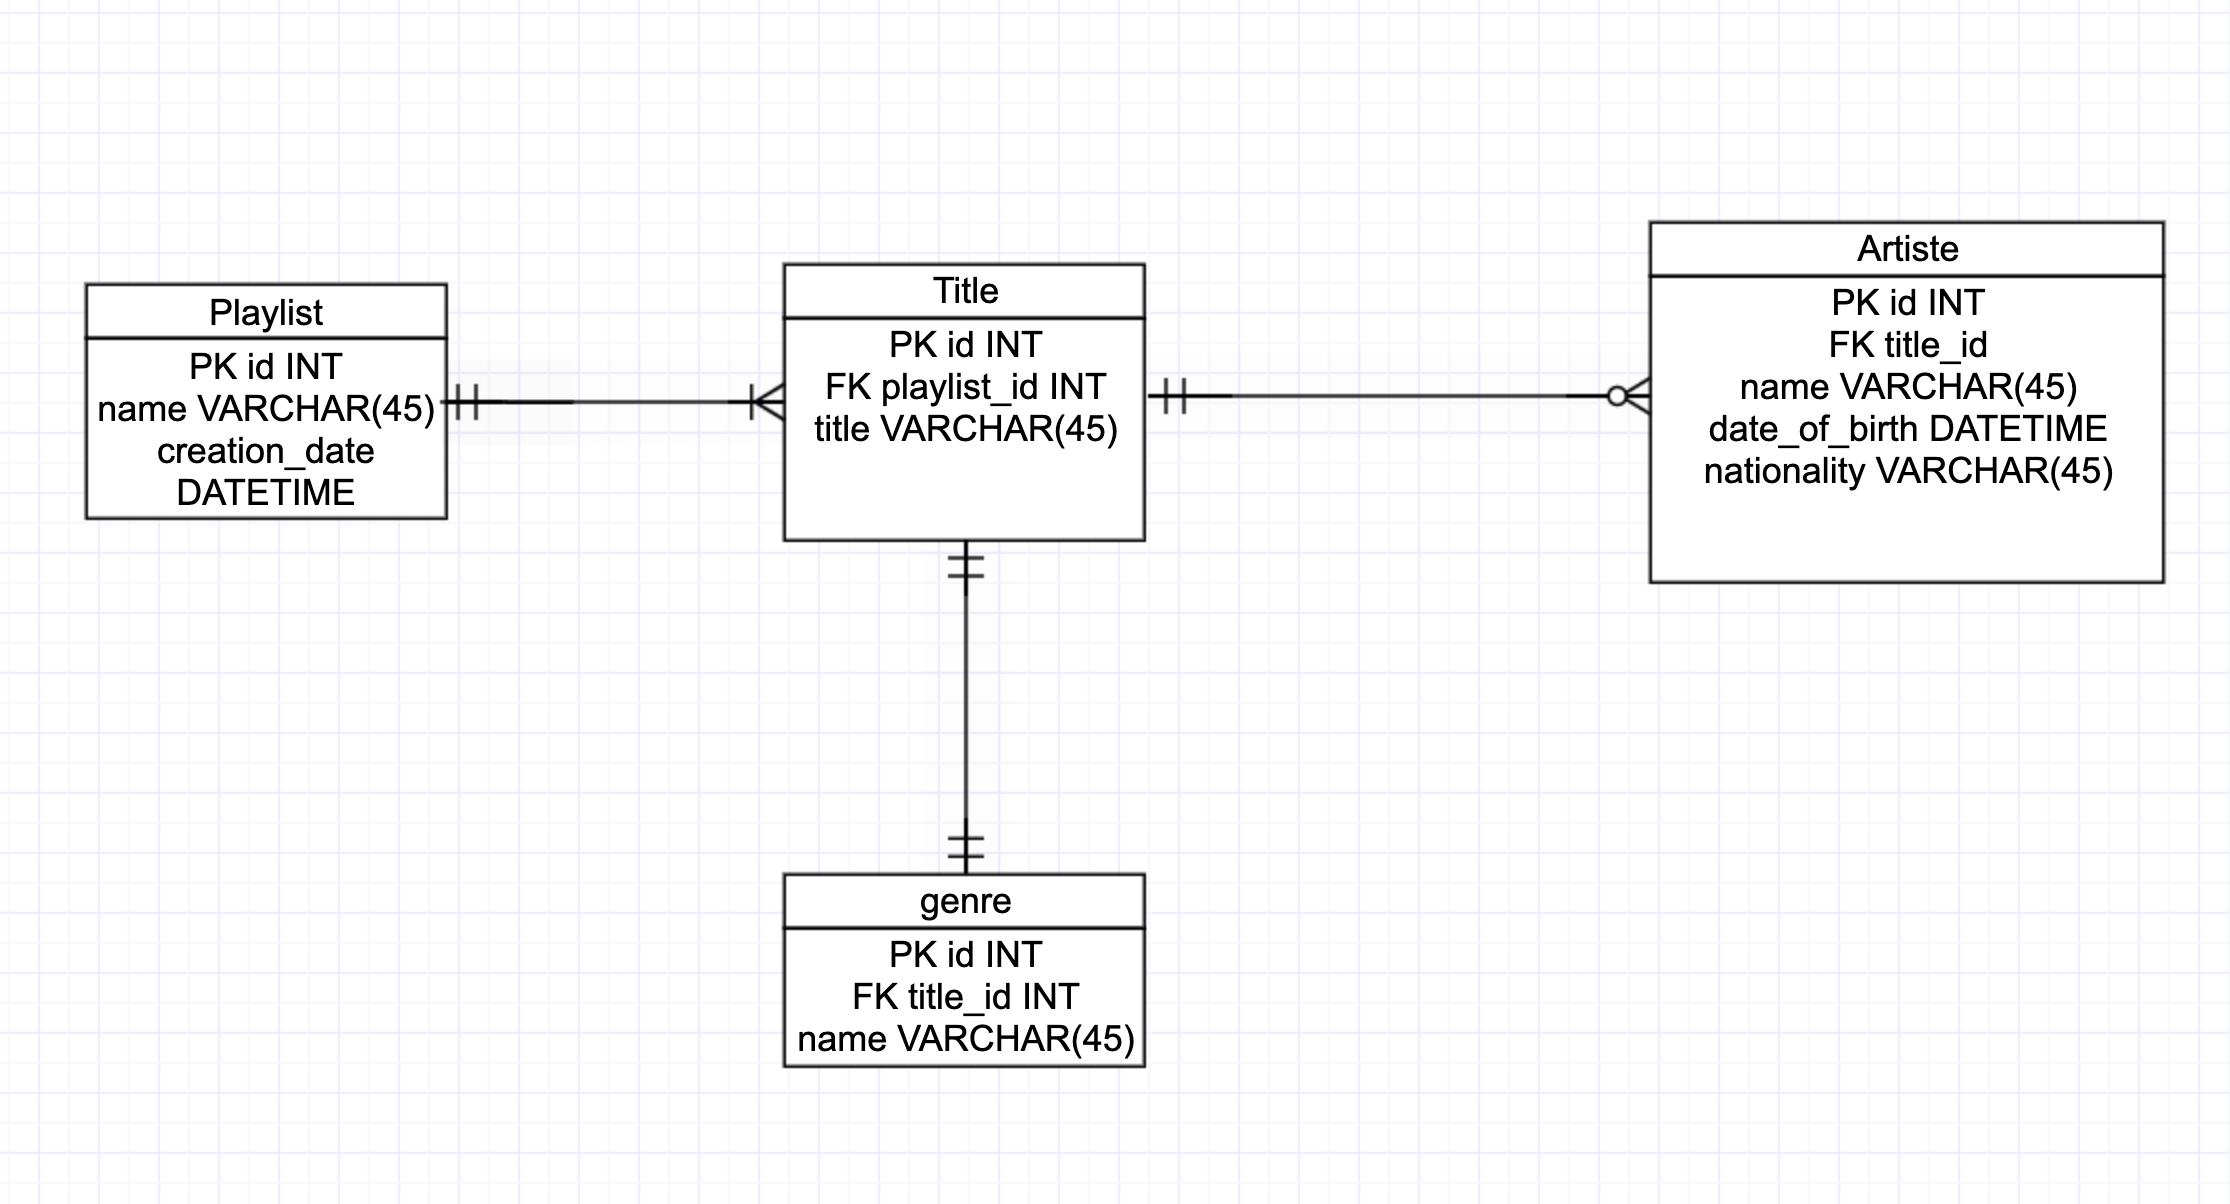 Playlist
PK id INT
name VARCHAR(45)
creation_date
DATETIME
Title
PK id INT
FK playlist_id INT
title VARCHAR(45)
Artiste
PK id INT
FK title_id
name VARCHAR(45)
date_of_birth DATETIME
nationality VARCHAR(45)
genre
PK id INT
FK title_id INT
name VARCHAR(45)